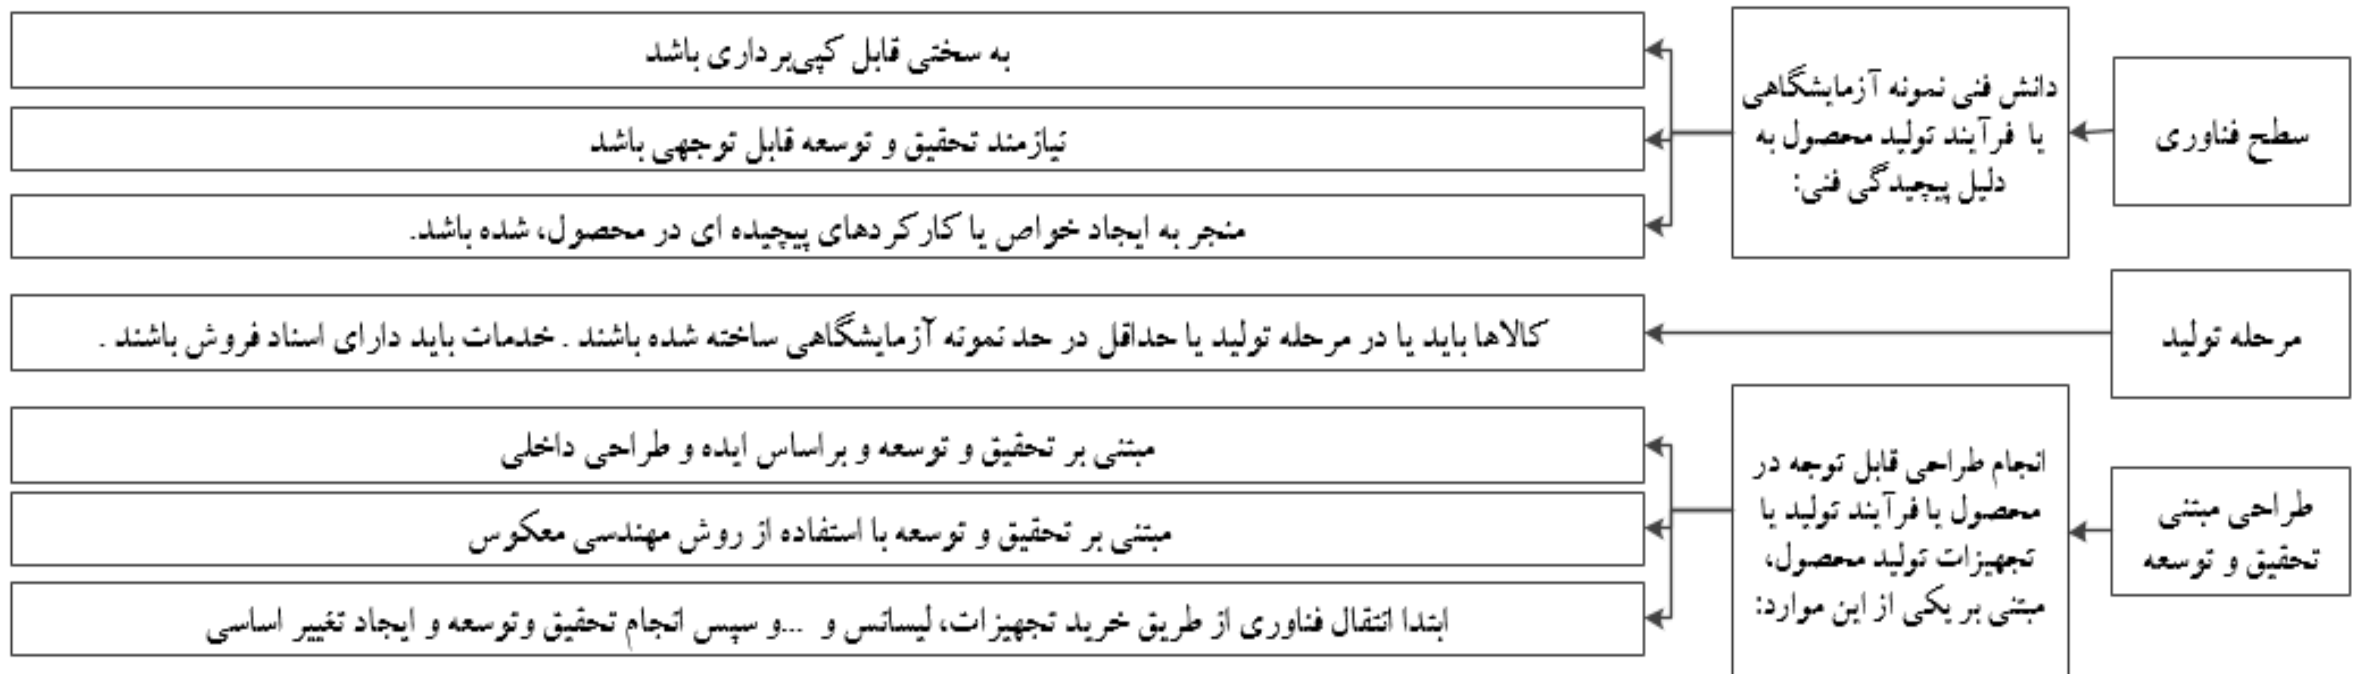 سطح فناوری
دانش فنی نمونه آزمایشگاهی
یا فرآیند تولید محصول به
دلیل پیچیدگی فنی:
به سختی قابل کپی‌برداری باشد
نیازمند تحقیق و توسعه قابل توجهی باشد
منجر به ایجاد خواص یا کارکردهای پیچیده ای در محصول، شده باشد.
مرحله تولید
کالاها باید یا در مرحله تولید یا حداقل در حد نمونه آزمایشگاهی ساخته شده باشند . خدمات باید دارای اسناد فروش باشند .
طراحی مبتنی
تحقیق و توسعه
انجام طراحی قابل توجه در
محصول یا فرآیند تولید یا
تجهیزات تولید محصول،
مبتنی بر یکی از این موارد:
مبتنی بر تحقیق و توسعه و براساس ایده و طراحی داخلی
مبتنی بر تحقیق و توسعه با استفاده از روش مهندسی معکوس
ابتدا انتقال فناوری از طریق خرید تجهیزات، لیسانس و ...و سپس انجام تحقیق وتوسعه و ایجاد تغییر اساسی